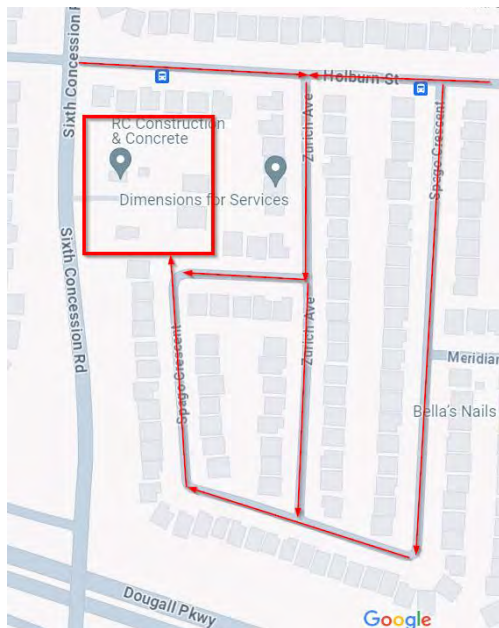 Sixth Concession R
Holburn St
RC Construction
& Concrete
Zurich Ave
Spago Crescent
Dimensions for Services
Sixth Concession Rd
Spago Crescent
Zurich Ave
Meridian
Bella's Nails
Dougall Pkwy
Google